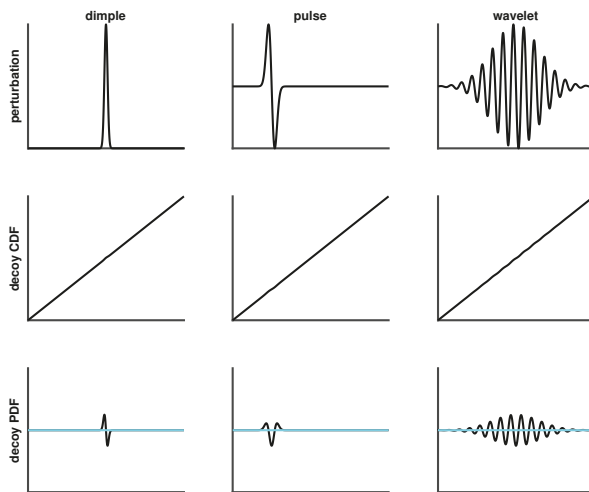 dimple
pulse
wavelet
perturbation
decoy CDF
decoy PDF